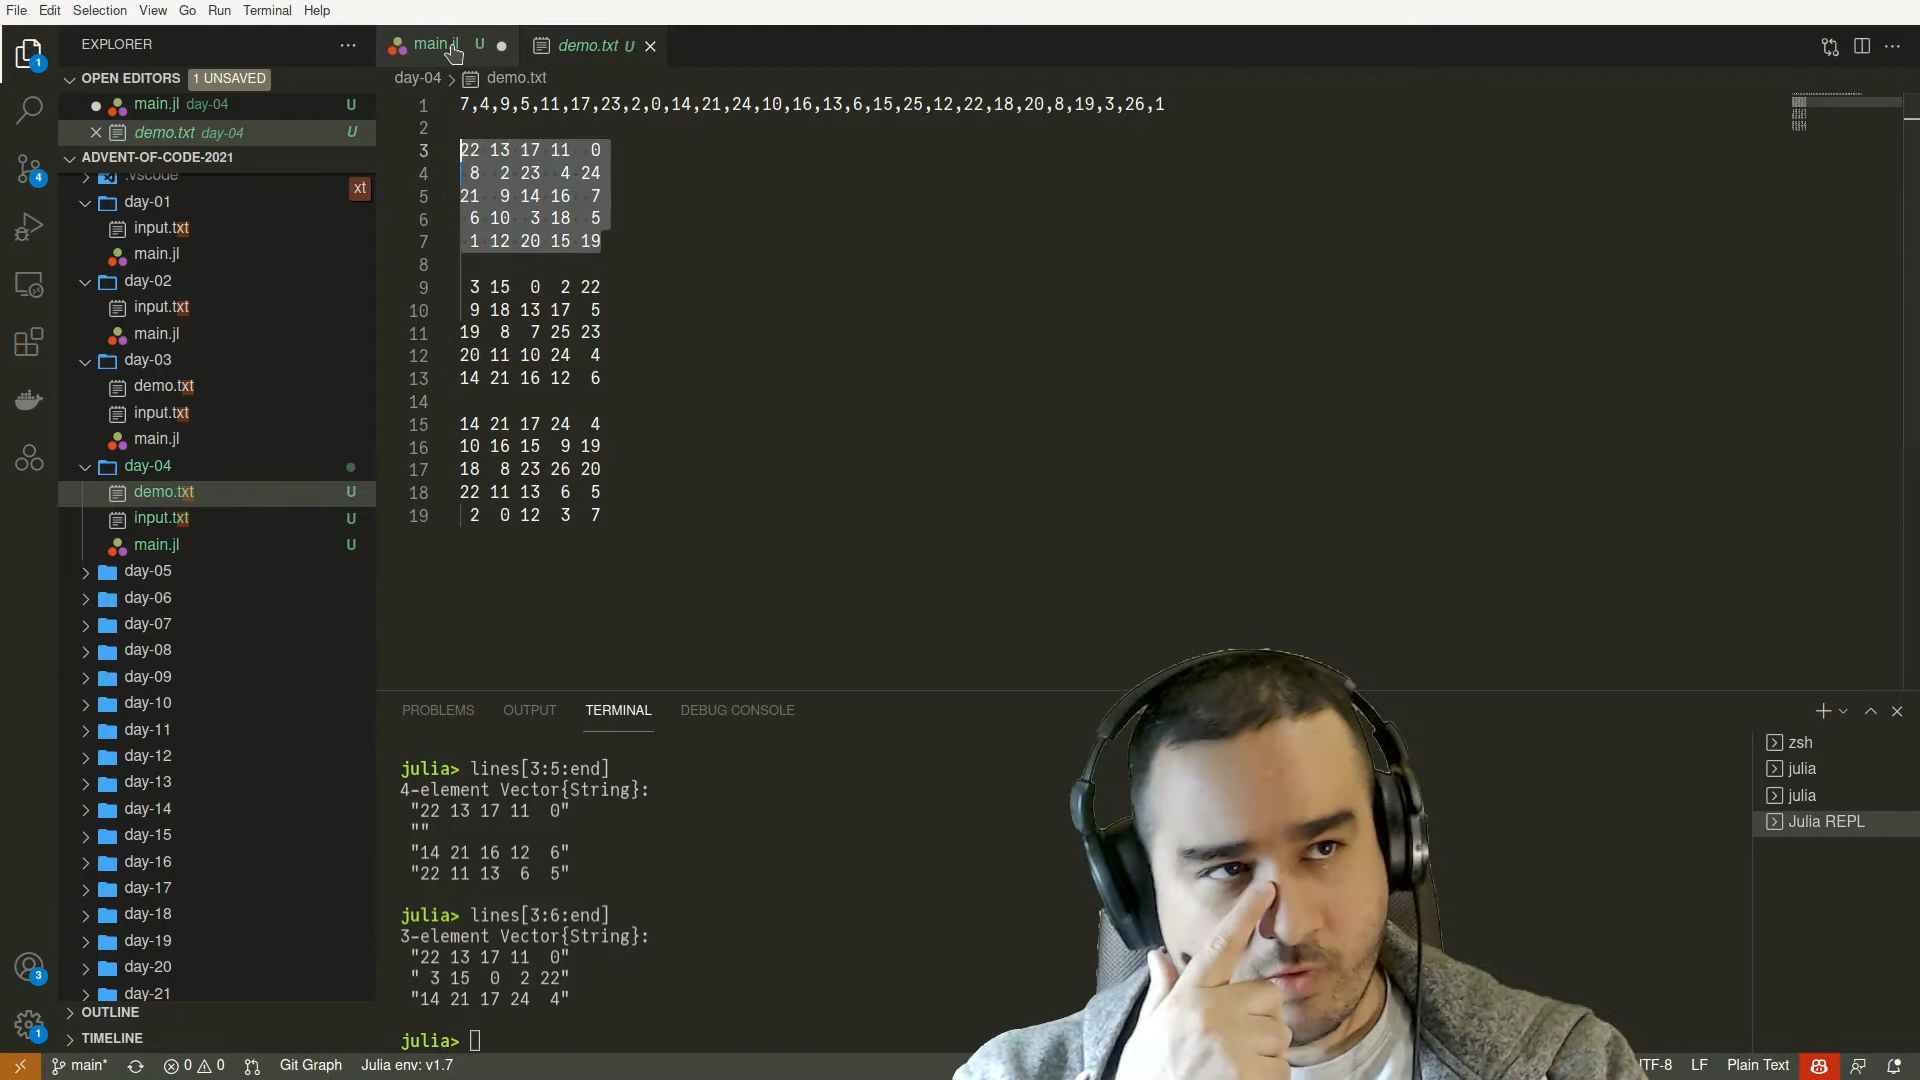 File Edit Selection View Go Run Terminal Help
EXPLORER
main.jl U
demo.txt U
OPEN EDITORS 1 UNSAVED
day-04 demo.txt
main.jl day-04 U
demo.txt day-04 U
ADVENT-OF-CODE-2021
.vscode
xt
day-01
input.txt
main.jl
day-02
input.txt
main.jl
day-03
demo.txt
input.txt
main.jl
day-04
demo.txt U
input.txt U
main.jl U
day-05
day-06
day-07
day-08
day-09
day-10
day-11
day-12
day-13
day-14
day-15
day-16
day-17
day-18
day-19
day-20
day-21
OUTLINE
TIMELINE
1 7,4,9,5,11,17,23,2,0,14,21,24,10,16,13,6,15,25,12,22,18,20,8,19,3,26,1
2
3 22 13 17 11 0
4 8 2 23 4 24
5 21 9 14 16 7
6 6 10 3 18 5
7 1 12 20 15 19
8
9 3 15 0 2 22
10 9 18 13 17 5
11 19 8 7 25 23
12 20 11 10 24 4
13 14 21 16 12 6
14
15 14 21 17 24 4
16 10 16 15 9 19
17 18 8 23 26 20
18 22 11 13 6 5
19 2 0 12 3 7
PROBLEMS OUTPUT TERMINAL DEBUG CONSOLE
julia> lines[3:5:end]
4-element Vector{String}:
"22 13 17 11 0"
""
"14 21 16 12 6"
"22 11 13 6 5"
julia> lines[3:6:end]
3-element Vector{String}:
"22 13 17 11 0"
" 3 15 0 2 22"
"14 21 17 24 4"
julia>
zsh
julia
julia
Julia REPL
1
4
3
1
main* 0 0 Git Graph Julia env: v1.7
TF-8 LF Plain Text